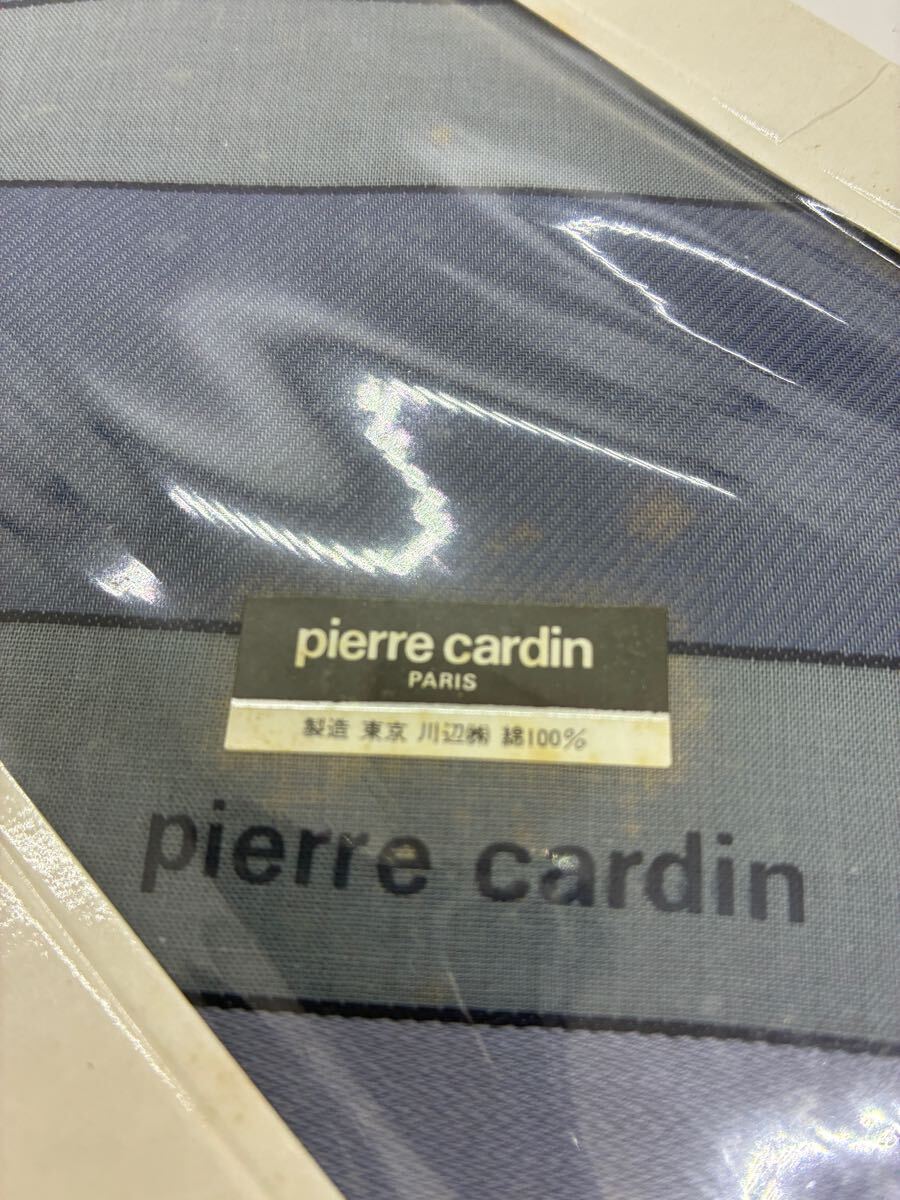 pierre cardin
PARIS
製造 東京 川辺㈱ 綿100%
pierre cardin